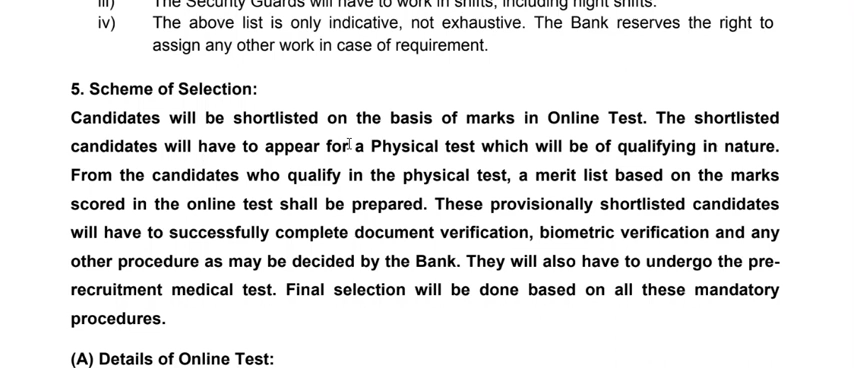 iii) The Security Guards will have to work in shifts, including night shifts.
iv) The above list is only indicative, not exhaustive. The Bank reserves the right to
assign any other work in case of requirement.
5. Scheme of Selection:
Candidates will be shortlisted on the basis of marks in Online Test. The shortlisted
candidates will have to appear for a Physical test which will be of qualifying in nature.
From the candidates who qualify in the physical test, a merit list based on the marks
scored in the online test shall be prepared. These provisionally shortlisted candidates
will have to successfully complete document verification, biometric verification and any
other procedure as may be decided by the Bank. They will also have to undergo the pre-
recruitment medical test. Final selection will be done based on all these mandatory
procedures.
(A) Details of Online Test: